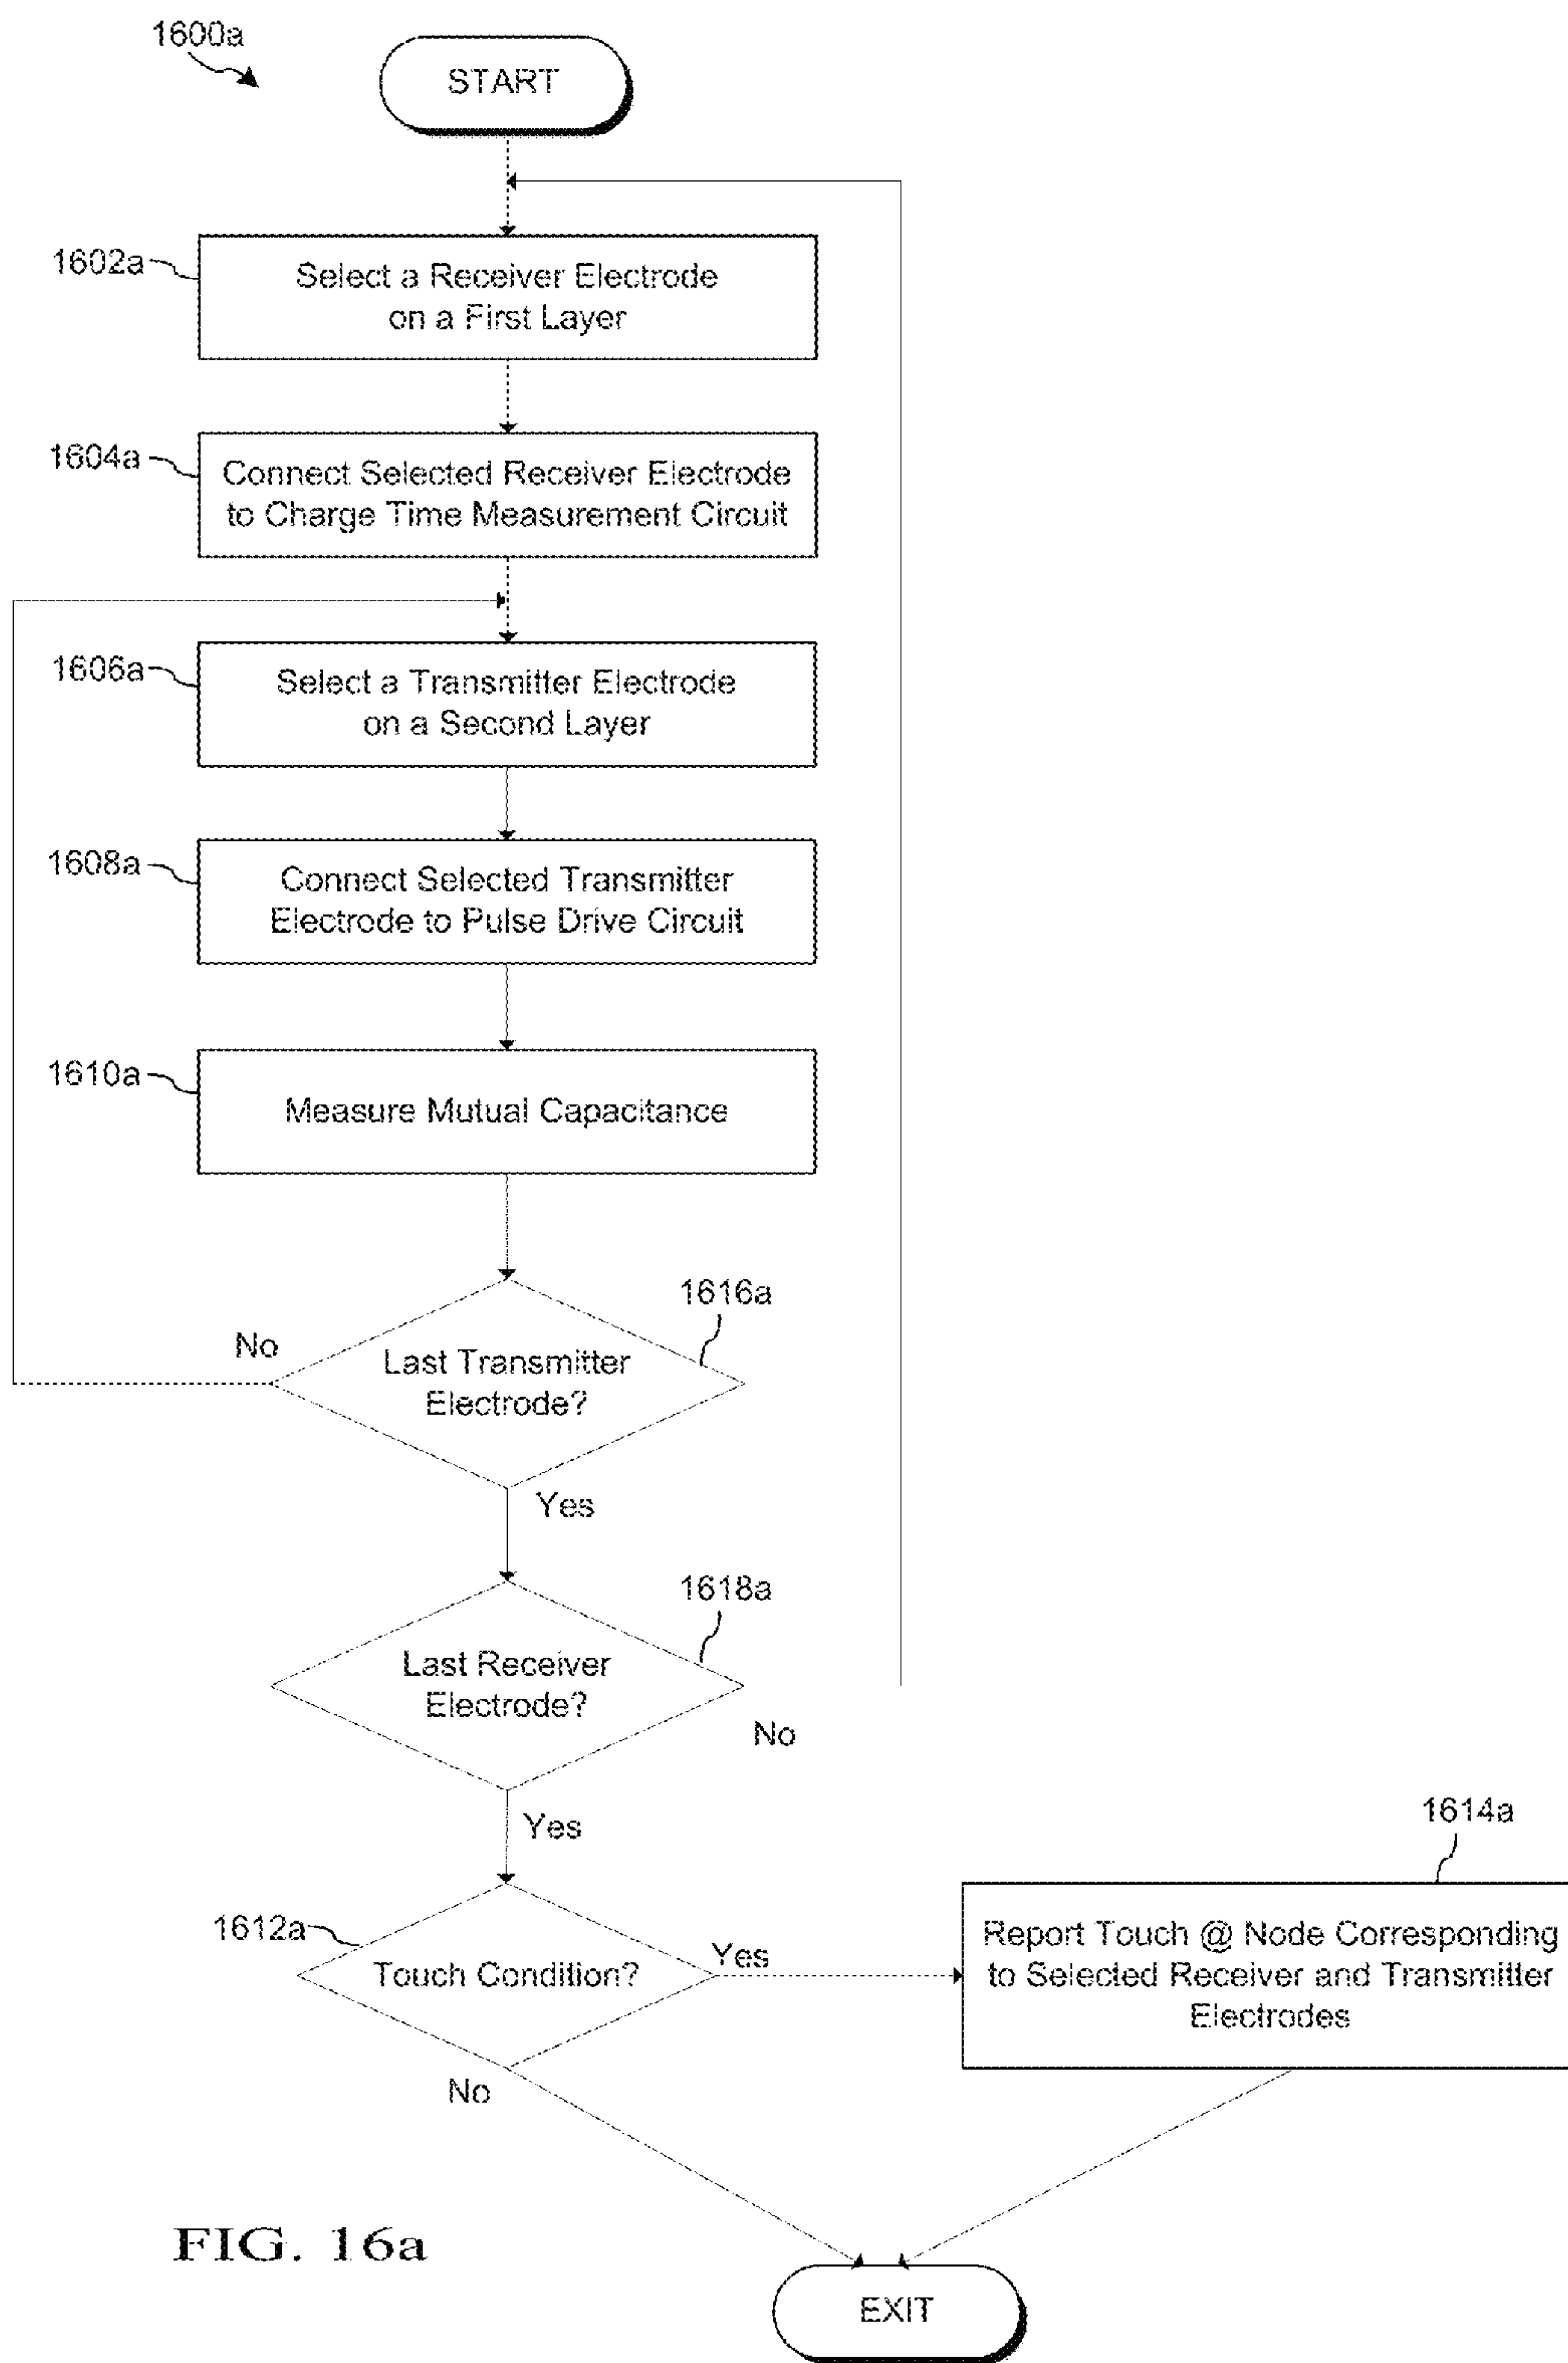 1600a
START
1602a
Select a Receiver Electrode
on a First Layer
1604a
Connect Selected Receiver Electrode
to Charge Time Measurement Circuit
1606a
Select a Transmitter Electrode
on a Second Layer
1608a
Connect Selected Transmitter
Electrode to Pulse Drive Circuit
1610a
Measure Mutual Capacitance
1616a
No
Last Transmitter
Electrode?
Yes
1618a
Last Receiver
Electrode?
No
Yes
1614a
1612a
Touch Condition?
Yes
Report Touch @ Node Corresponding
to Selected Receiver and Transmitter
Electrodes
No
FIG. 16a
EXIT